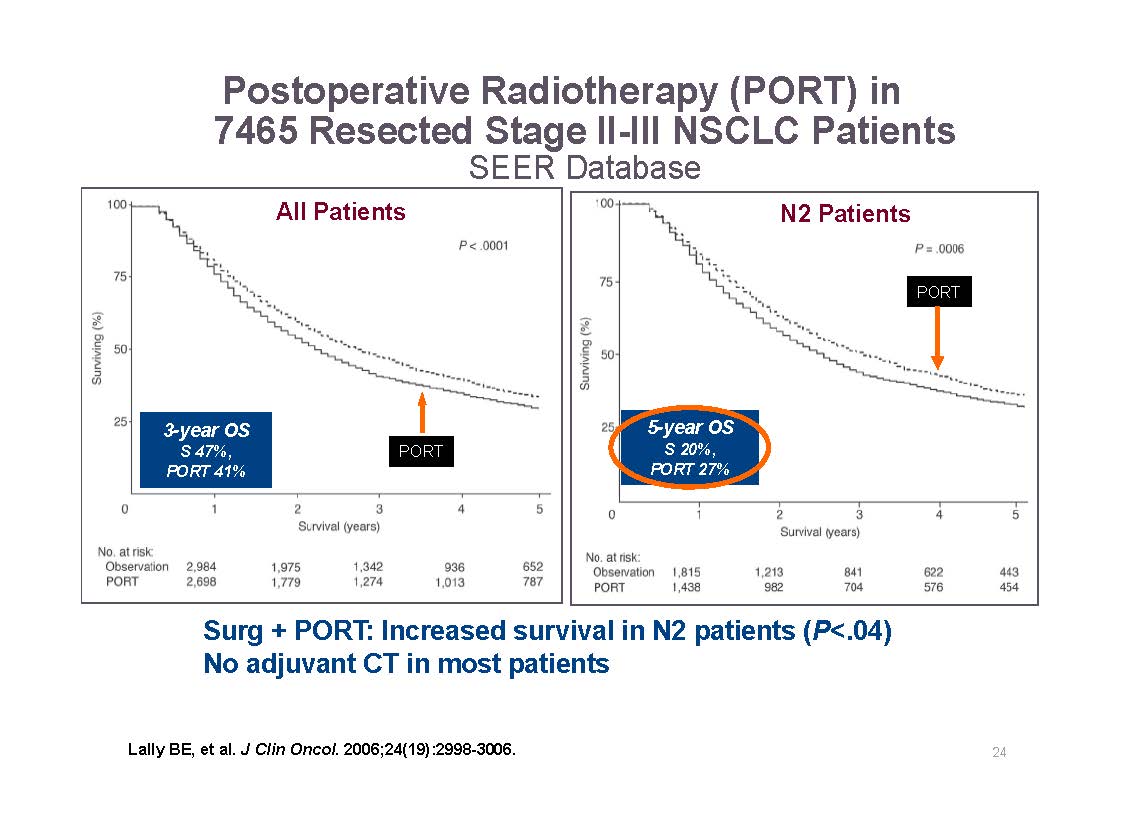 Postoperative Radiotherapy (PORT) in
7465 Resected Stage II-III NSCLC Patients
SEER Database
All Patients
P < .0001
100
75
50
25
Surviving (%)
3-year OS
S 47%,
PORT 41%
PORT
0 1 2 3 4 5
Survival (years)
No. at risk:
Observation 2,984 1,975 1,342 936 652
PORT 2,698 1,779 1,274 1,013 787
N2 Patients
P = .0006
100
75
50
25
Surviving (%)
PORT
5-year OS
S 20%,
PORT 27%
0 1 2 3 4 5
Survival (years)
No. at risk:
Observation 1,815 1,213 841 622 443
PORT 1,438 982 704 576 454
Surg + PORT: Increased survival in N2 patients (P<.04)
No adjuvant CT in most patients
Lally BE, et al. J Clin Oncol. 2006;24(19):2998-3006.
24